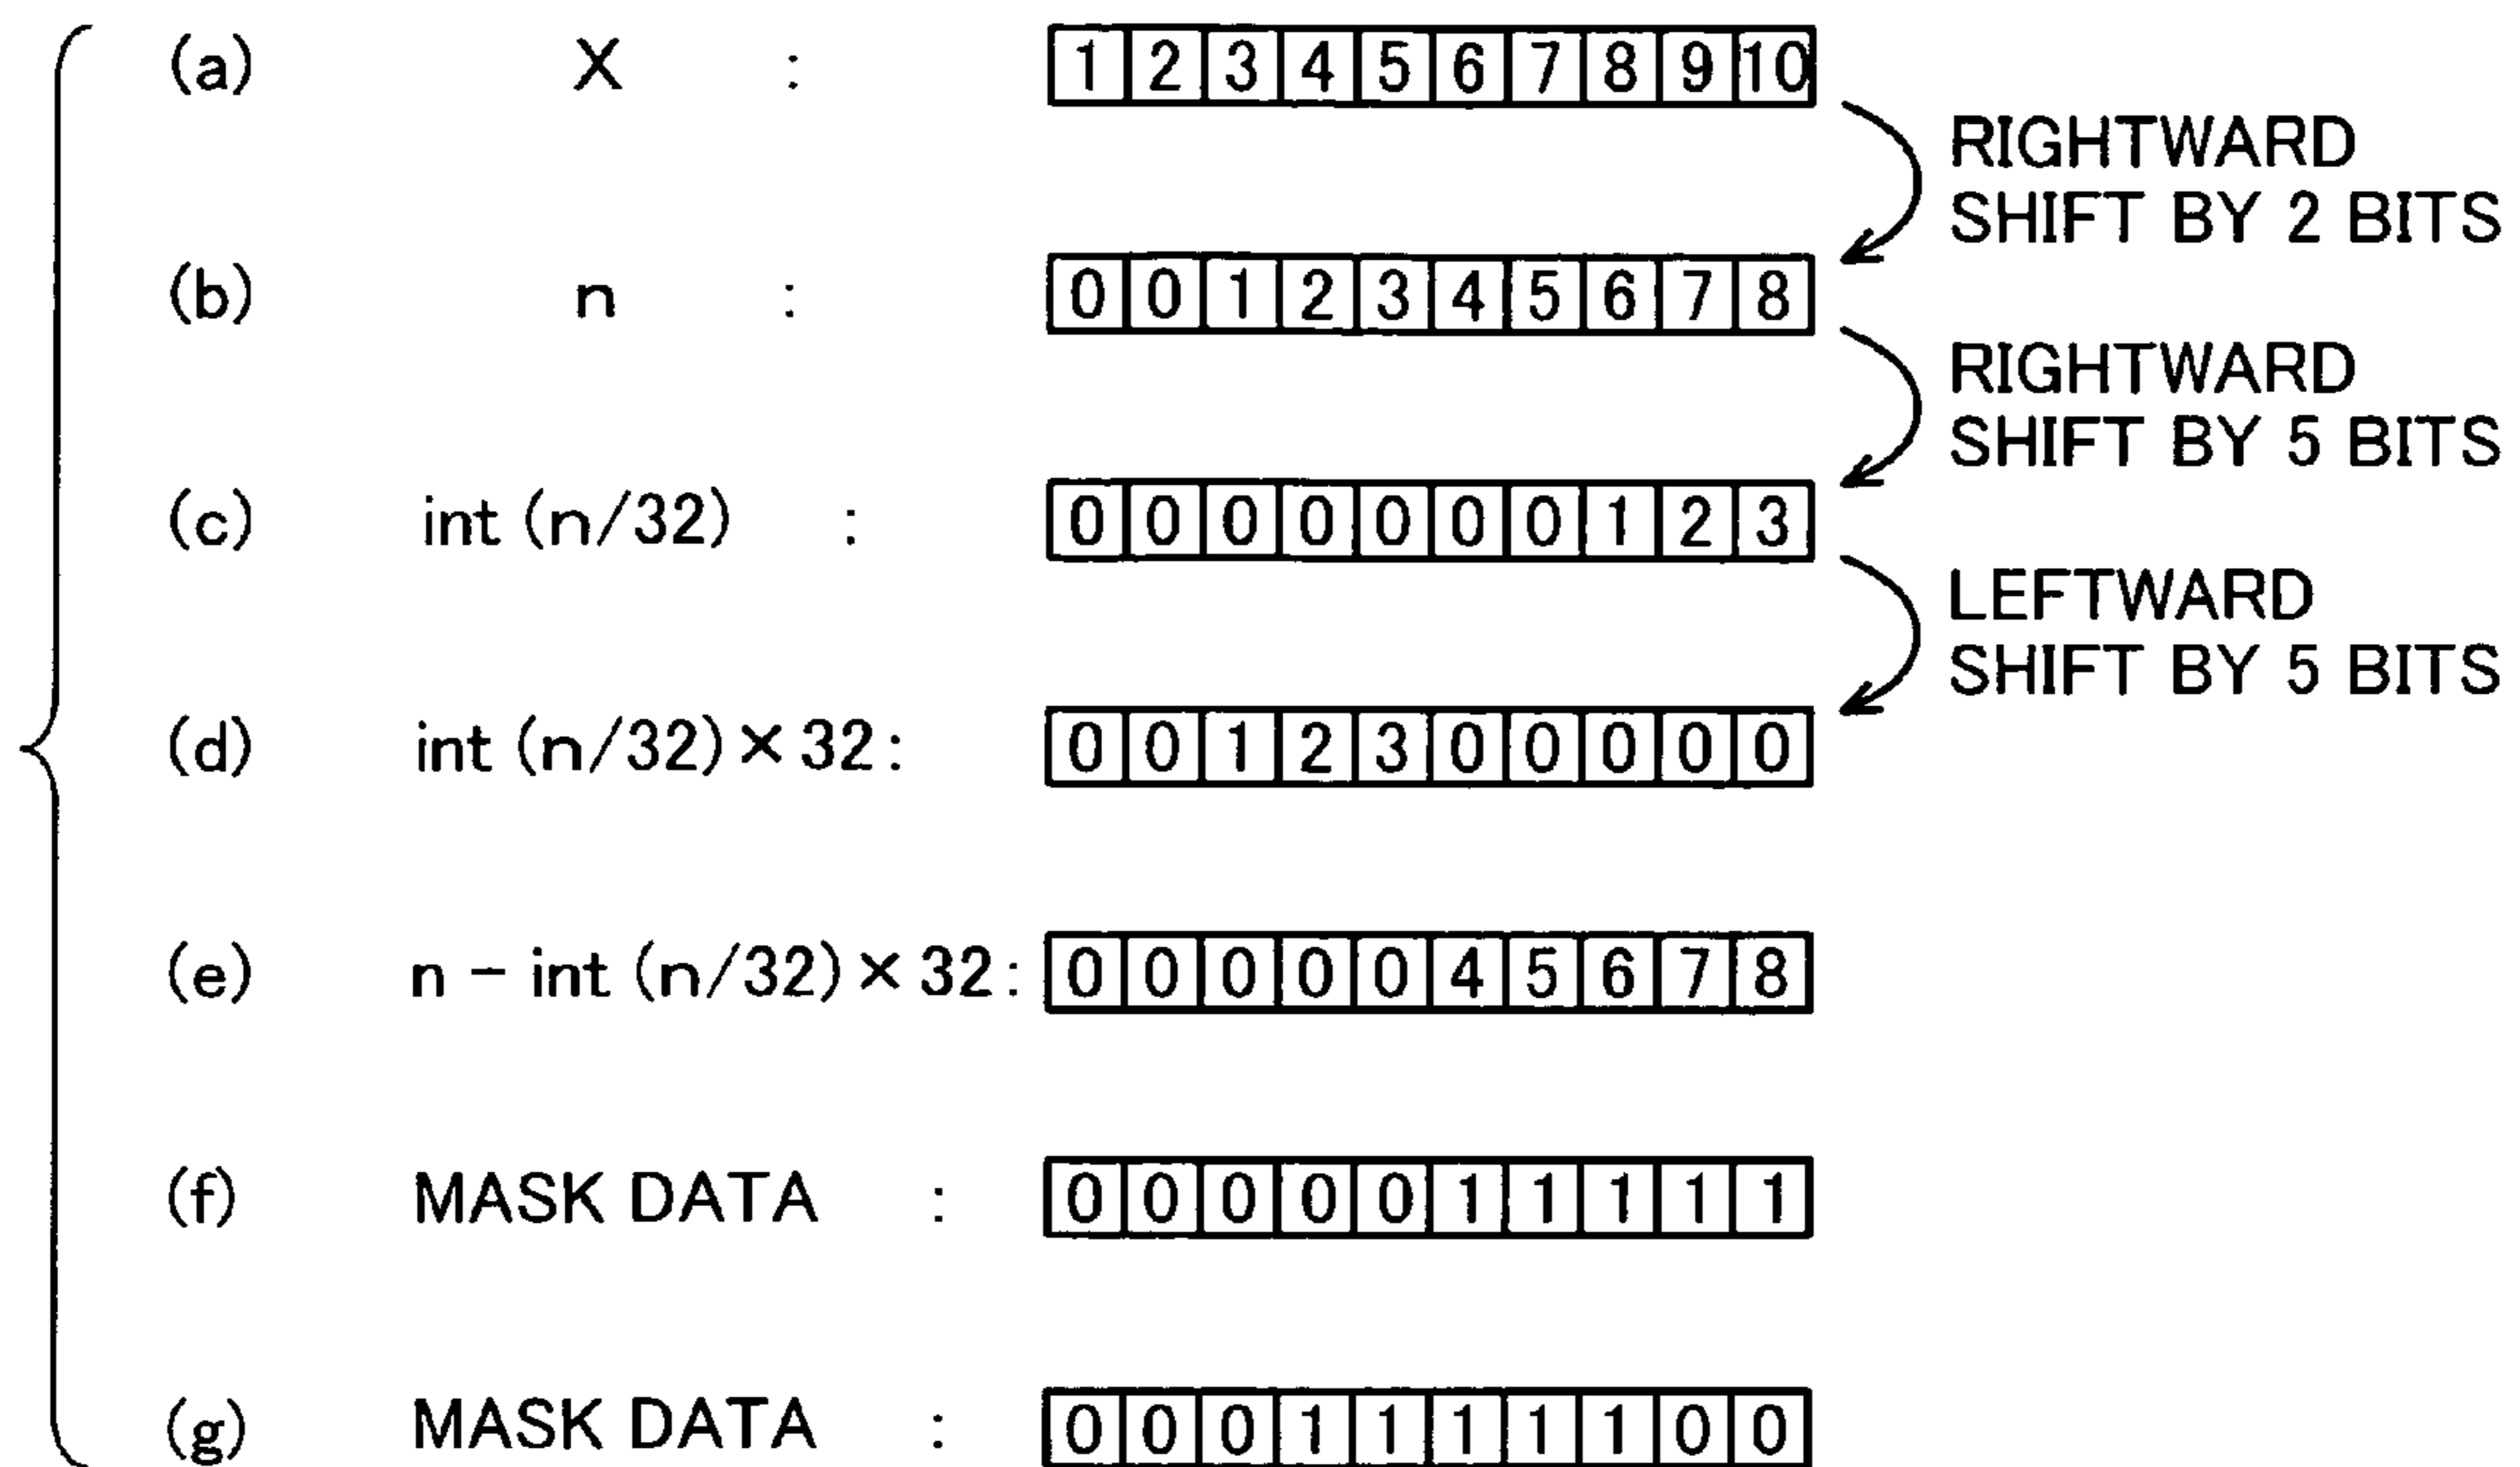 (a) X : 1 2 3 4 5 6 7 8 9 10
RIGHTWARD
SHIFT BY 2 BITS
(b) n : 0 0 1 2 3 4 5 6 7 8
RIGHTWARD
SHIFT BY 5 BITS
(c) int (n/32) : 0 0 0 0 0 0 0 1 2 3
LEFTWARD
SHIFT BY 5 BITS
(d) int (n/32) × 32 : 0 0 1 2 3 0 0 0 0 0
(e) n − int (n/32) × 32 : 0 0 0 0 0 4 5 6 7 8
(f) MASK DATA : 0 0 0 0 0 1 1 1 1 1
(g) MASK DATA : 0 0 0 1 1 1 1 1 0 0